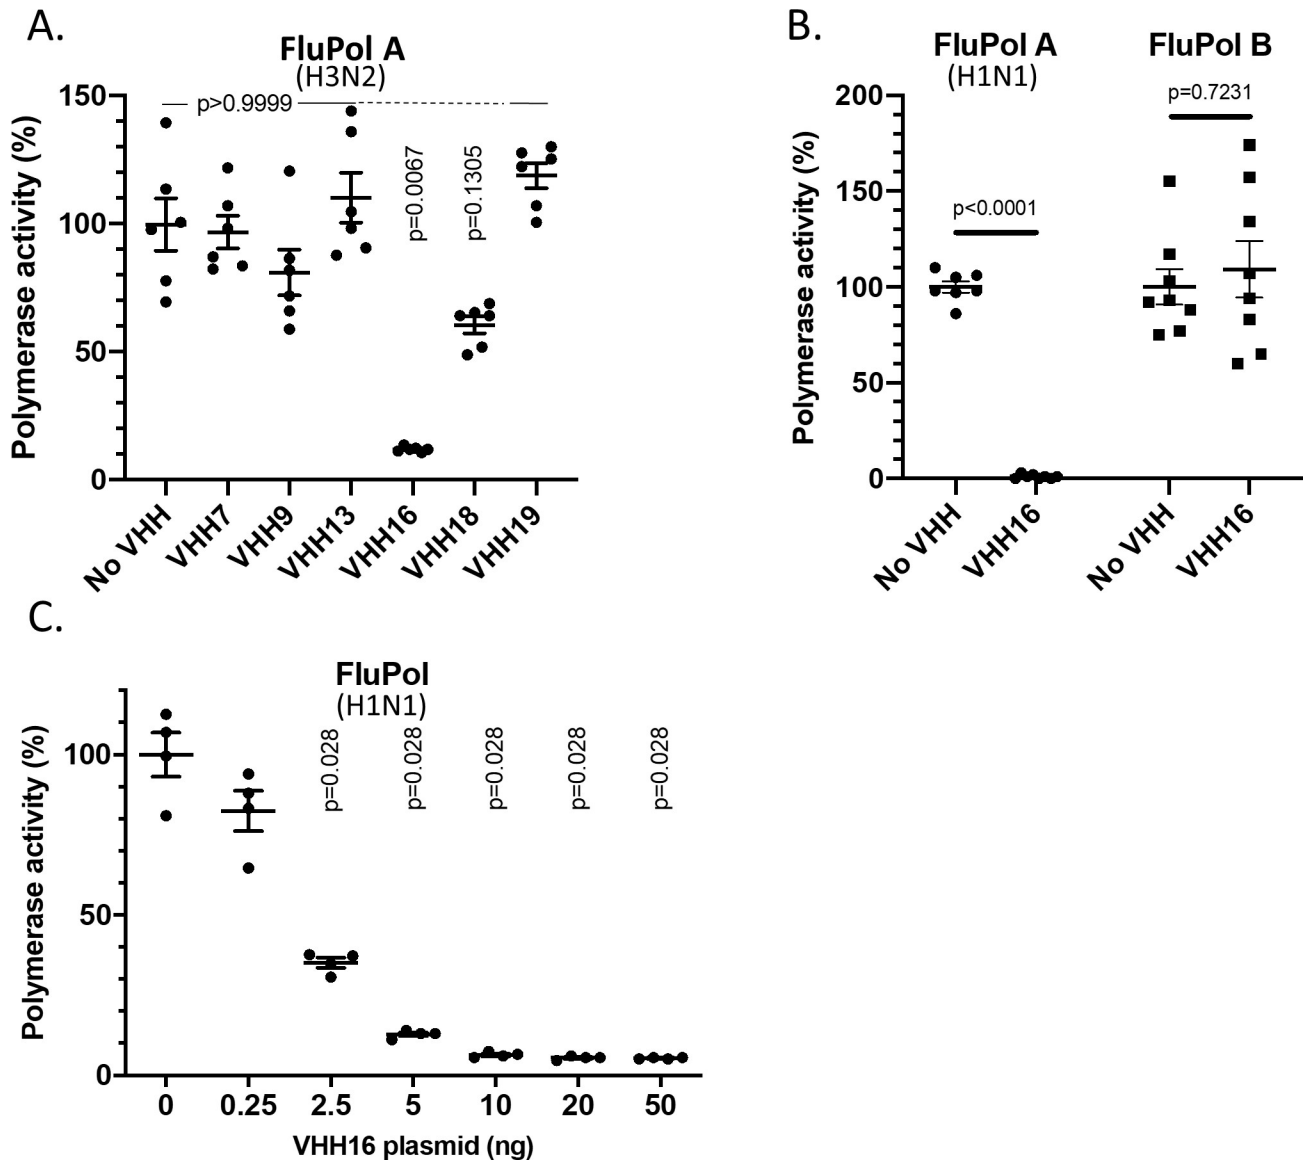 A.
FluPol A
(H3N2)
Polymerase activity (%)
150
100
50
0
p>0.9999
p=0.0067
p=0.1305
No VHH
VHH7
VHH9
VHH13
VHH16
VHH18
VHH19
B.
FluPol A
(H1N1)
FluPol B
Polymerase activity (%)
200
150
100
50
0
p<0.0001
p=0.7231
No VHH
VHH16
No VHH
VHH16
C.
FluPol
(H1N1)
Polymerase activity (%)
100
50
0
p=0.028
p=0.028
p=0.028
p=0.028
p=0.028
0 0.25 2.5 5 10 20 50
VHH16 plasmid (ng)